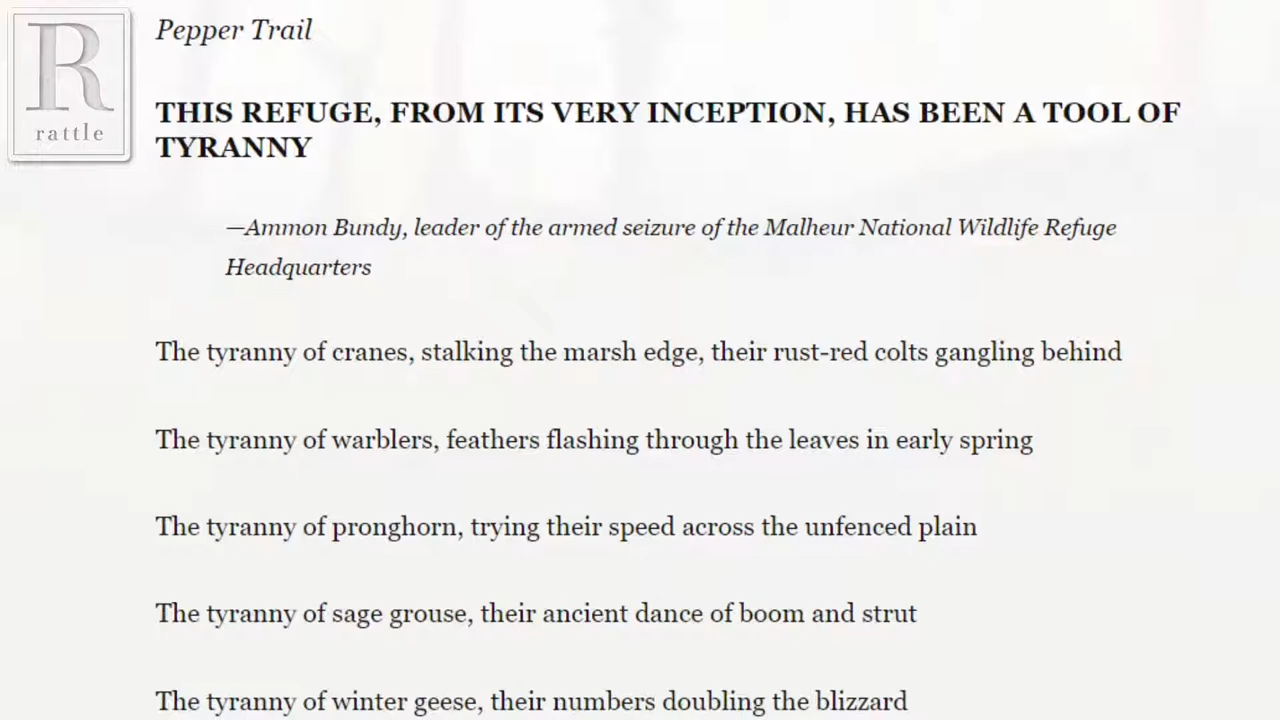 Pepper Trail
R
rattle
THIS REFUGE, FROM ITS VERY INCEPTION, HAS BEEN A TOOL OF
TYRANNY
—Ammon Bundy, leader of the armed seizure of the Malheur National Wildlife Refuge
Headquarters
The tyranny of cranes, stalking the marsh edge, their rust-red colts gangling behind
The tyranny of warblers, feathers flashing through the leaves in early spring
The tyranny of pronghorn, trying their speed across the unfenced plain
The tyranny of sage grouse, their ancient dance of boom and strut
The tyranny of winter geese, their numbers doubling the blizzard